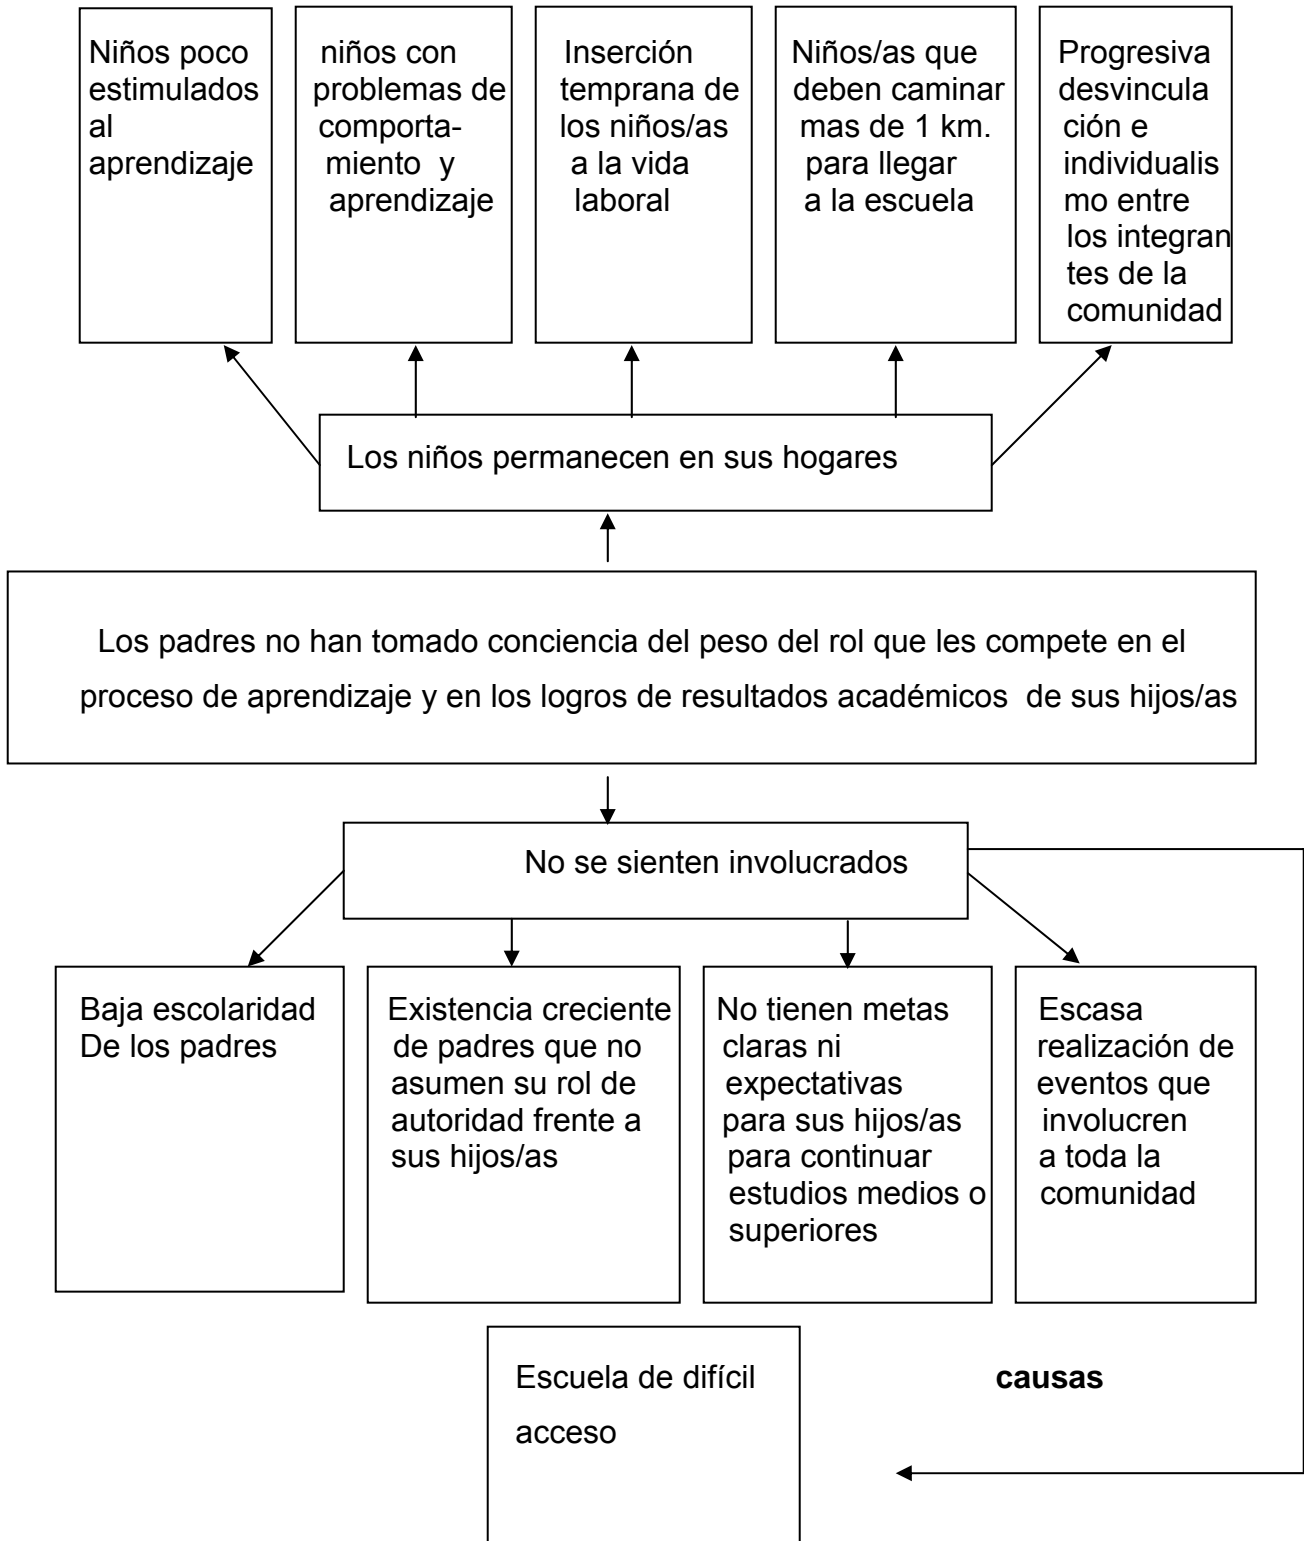 Niños poco
estimulados
al
aprendizaje
niños con
problemas de
comporta-
miento y
aprendizaje
Inserción
temprana de
los niños/as
a la vida
laboral
Niños/as que
deben caminar
mas de 1 km.
para llegar
a la escuela
Progresiva
desvincula
ción e
individualis
mo entre
los integran
tes de la
comunidad
Los niños permanecen en sus hogares
Los padres no han tomado conciencia del peso del rol que les compete en el
proceso de aprendizaje y en los logros de resultados académicos de sus hijos/as
No se sienten involucrados
Baja escolaridad
De los padres
Existencia creciente
de padres que no
asumen su rol de
autoridad frente a
sus hijos/as
No tienen metas
claras ni
expectativas
para sus hijos/as
para continuar
estudios medios o
superiores
Escasa
realización de
eventos que
involucren
a toda la
comunidad
Escuela de difícil
acceso
causas